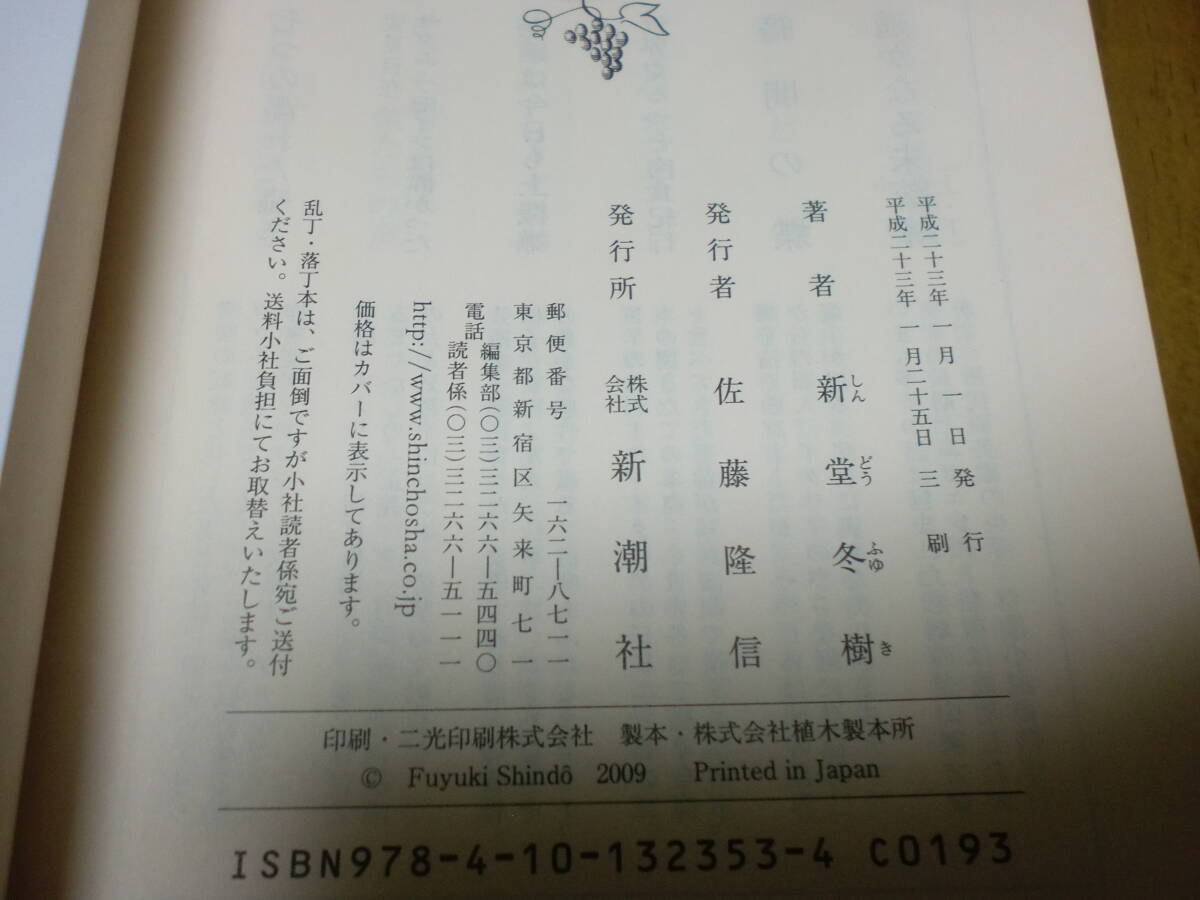 平成二十三年 一月 一日 発行
平成二十三年 一月二十五日 三刷
著者 新堂冬樹
しんどうふゆき
発行者 佐藤隆信
発行所 株式会社 新潮社
郵便番号 一六二―八七一一
東京都新宿区矢来町七一
電話 編集部(〇三)三二六六―五四四〇
読者係(〇三)三二六六―五一一一
http://www.shinchosha.co.jp
価格はカバーに表示してあります。
乱丁・落丁本は、ご面倒ですが小社読者係宛ご送付
ください。送料小社負担にてお取替えいたします。
印刷・二光印刷株式会社 製本・株式会社植木製本所
© Fuyuki Shindô 2009 Printed in Japan
ISBN978-4-10-132353-4 C0193